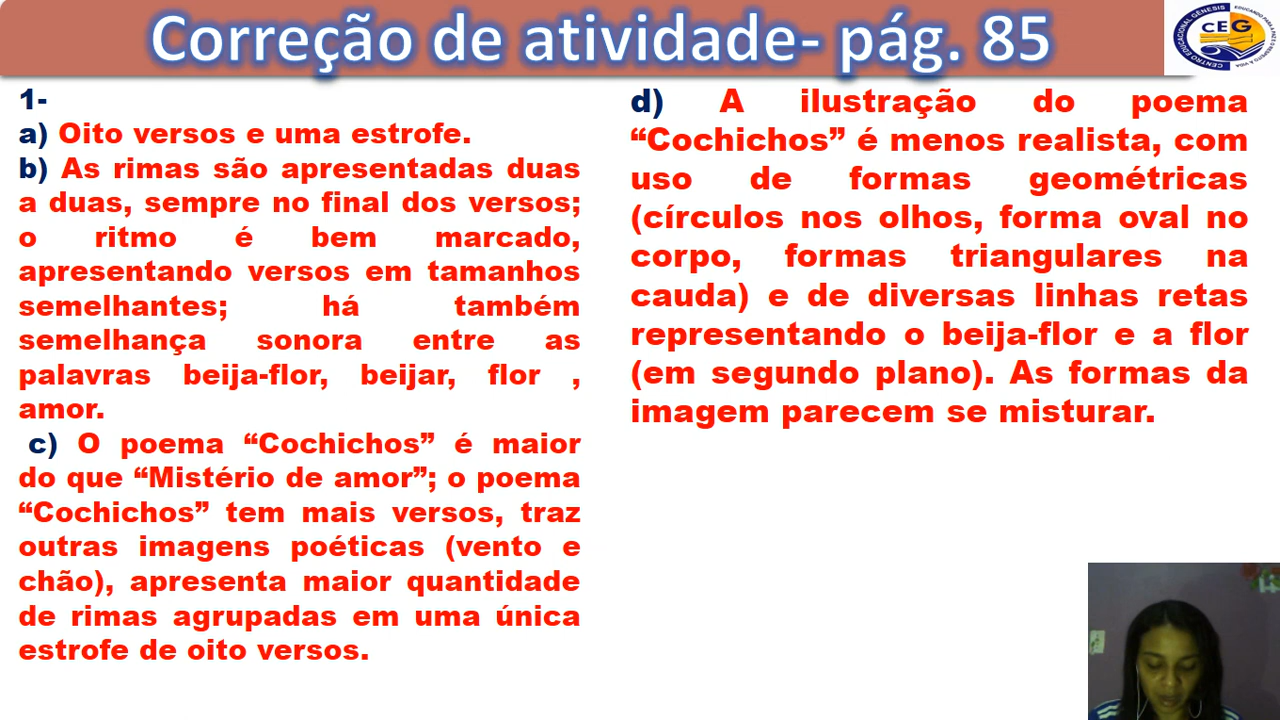 Correção de atividade- pág. 85
CENTRO EDUCACIONAL GÊNESIS
CEG
1-
a) Oito versos e uma estrofe.
b) As rimas são apresentadas duas
a duas, sempre no final dos versos;
o ritmo é bem marcado,
apresentando versos em tamanhos
semelhantes; há também
semelhança sonora entre as
palavras beija-flor, beijar, flor ,
amor.
c) O poema “Cochichos” é maior
do que “Mistério de amor”; o poema
“Cochichos” tem mais versos, traz
outras imagens poéticas (vento e
chão), apresenta maior quantidade
de rimas agrupadas em uma única
estrofe de oito versos.
d) A ilustração do poema
“Cochichos” é menos realista, com
uso de formas geométricas
(círculos nos olhos, forma oval no
corpo, formas triangulares na
cauda) e de diversas linhas retas
representando o beija-flor e a flor
(em segundo plano). As formas da
imagem parecem se misturar.